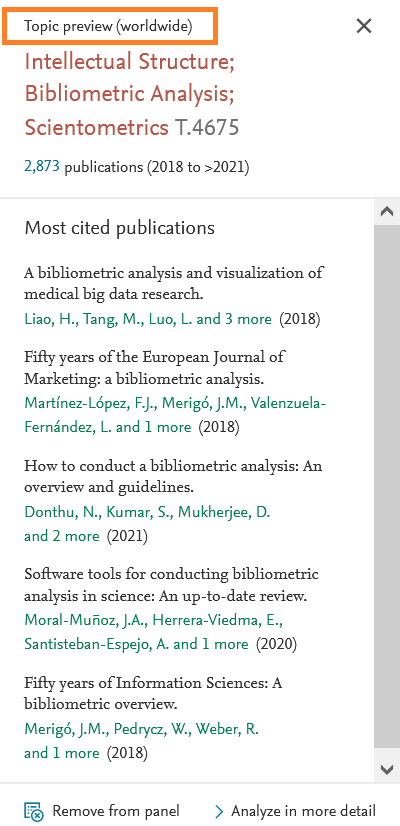 Topic preview (worldwide)
Intellectual Structure;
Bibliometric Analysis;
Scientometrics T.4675
2,873 publications (2018 to >2021)
Most cited publications
A bibliometric analysis and visualization of
medical big data research.
Liao, H., Tang, M., Luo, L. and 3 more (2018)
Fifty years of the European Journal of
Marketing: a bibliometric analysis.
Martínez-López, F.J., Merigó, J.M., Valenzuela-
Fernández, L. and 1 more (2018)
How to conduct a bibliometric analysis: An
overview and guidelines.
Donthu, N., Kumar, S., Mukherjee, D.
and 2 more (2021)
Software tools for conducting bibliometric
analysis in science: An up-to-date review.
Moral-Muñoz, J.A., Herrera-Viedma, E.,
Santisteban-Espejo, A. and 1 more (2020)
Fifty years of Information Sciences: A
bibliometric overview.
Merigó, J.M., Pedrycz, W., Weber, R.
and 1 more (2018)
Remove from panel
Analyze in more detail